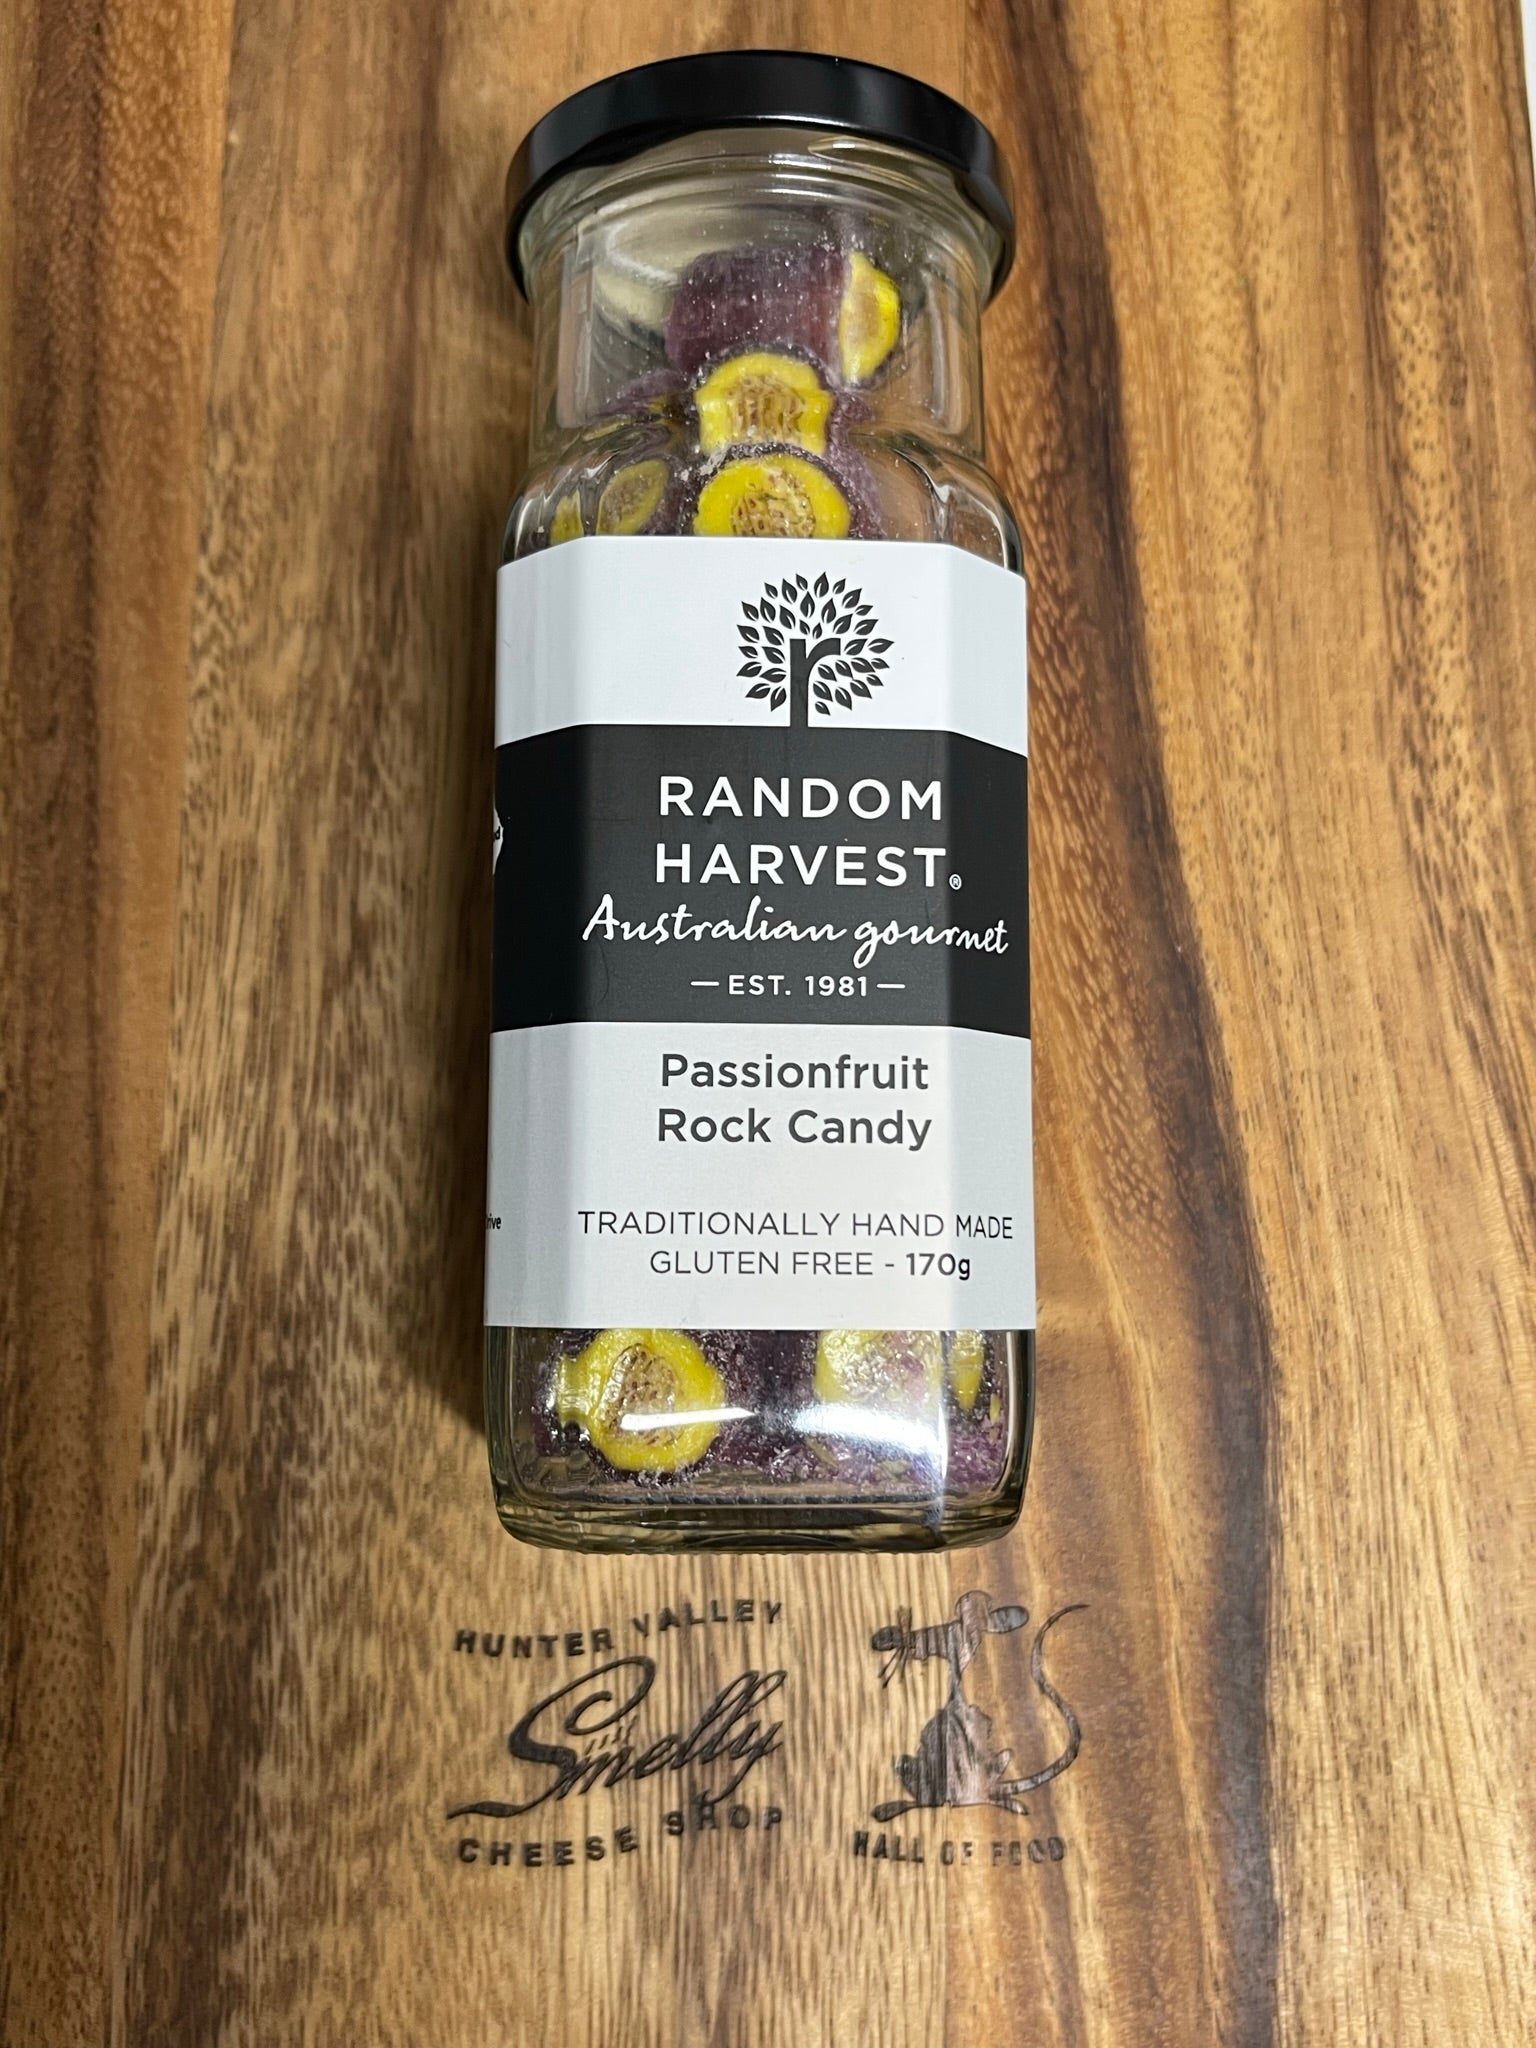 RANDOM
HARVEST®
Australian gourmet
— EST. 1981 —
Passionfruit
Rock Candy
TRADITIONALLY HAND MADE
GLUTEN FREE - 170g
HUNTER VALLEY
Smelly
CHEESE SHOP
HALL OF FOOD